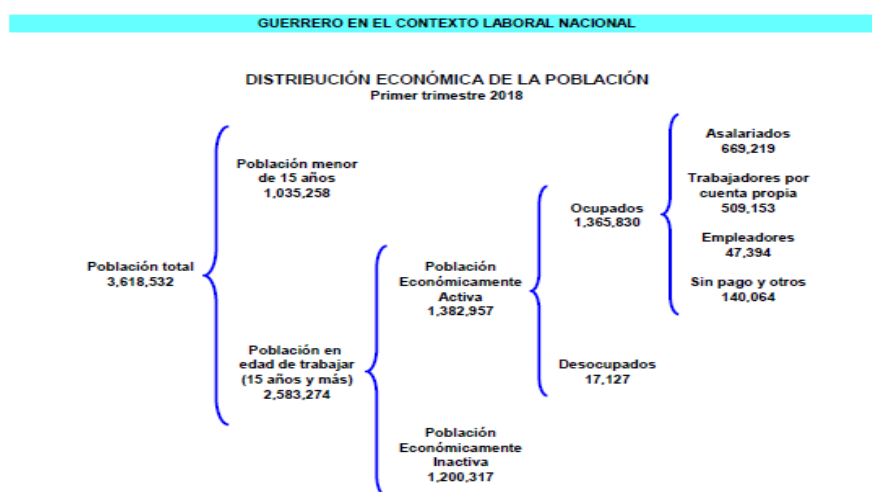 GUERRERO EN EL CONTEXTO LABORAL NACIONAL
DISTRIBUCIÓN ECONÓMICA DE LA POBLACIÓN
Primer trimestre 2018
Población total
3,618,532
Población menor
de 15 años
1,035,258
Población en
edad de trabajar
(15 años y más)
2,583,274
Población
Económicamente
Activa
1,382,957
Población
Económicamente
Inactiva
1,200,317
Ocupados
1,365,830
Desocupados
17,127
Asalariados
669,219
Trabajadores por
cuenta propia
509,153
Empleadores
47,394
Sin pago y otros
140,064